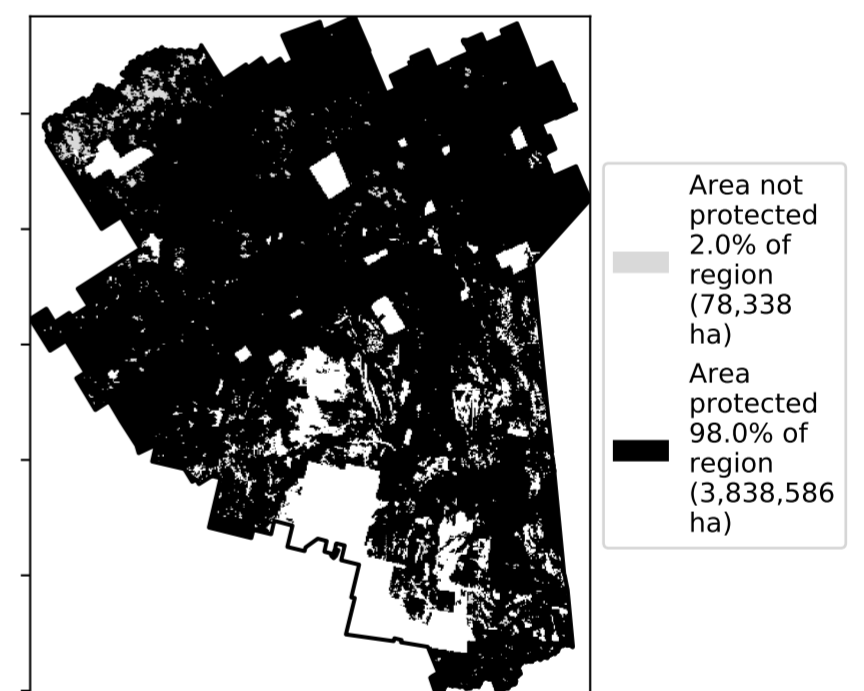 Area not
protected
2.0% of
region
(78,338
ha)
Area
protected
98.0% of
region
(3,838,586
ha)